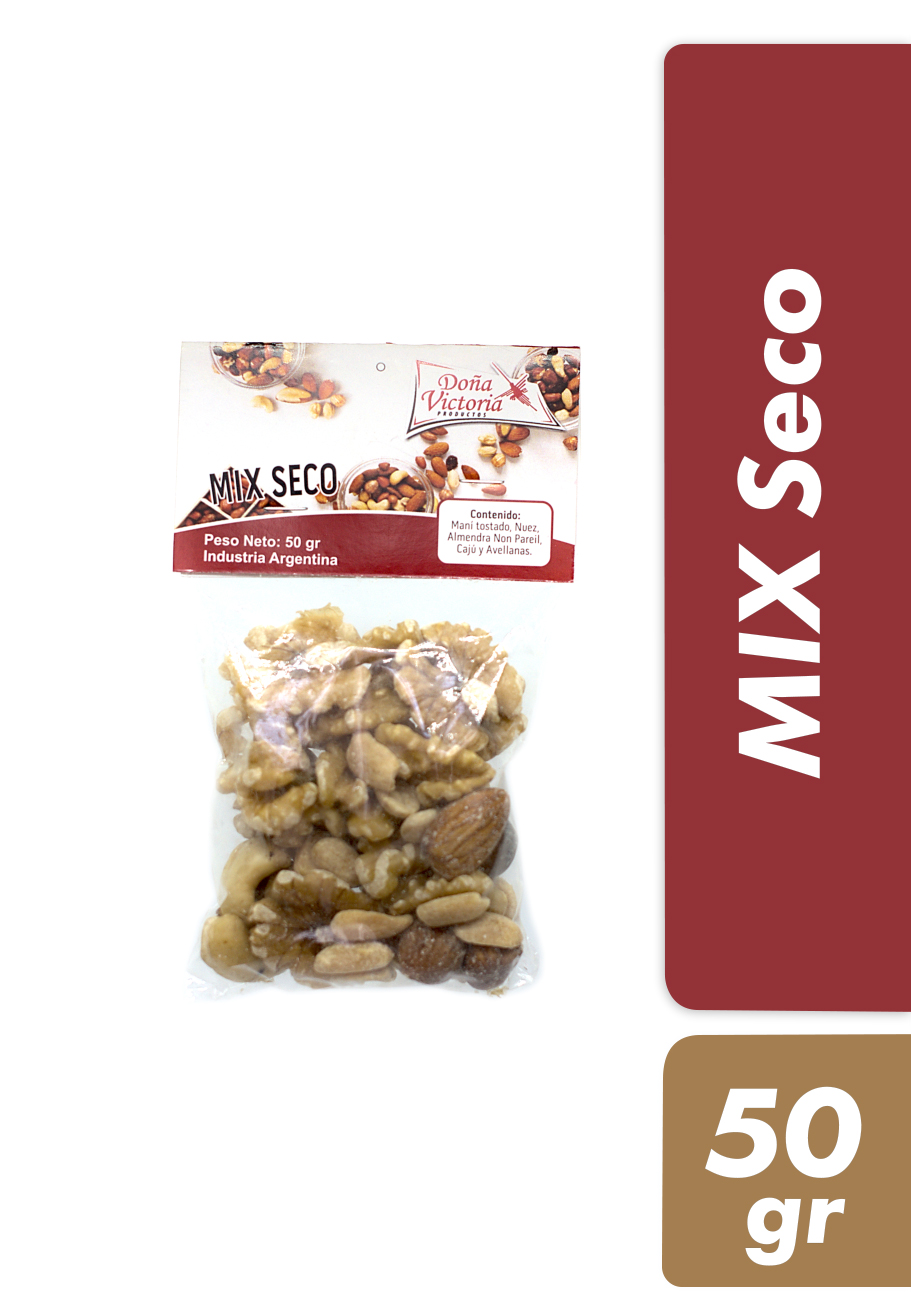 Doña
Victoria
PRODUCTOS
MIX SECO
Contenido:
Maní tostado, Nuez,
Almendra Non Pareil,
Cajú y Avellanas.
Peso Neto: 50 gr
Industria Argentina
MIX Seco
50
gr